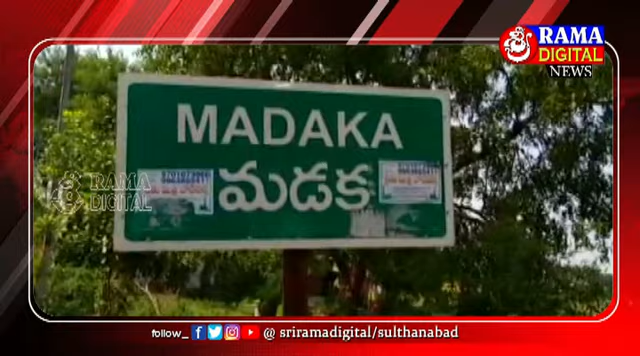 RAMA
DIGITAL
NEWS
MADAKA
మడక
RAMA
DIGITAL
follow_ @ sriramadigital/sulthanabad